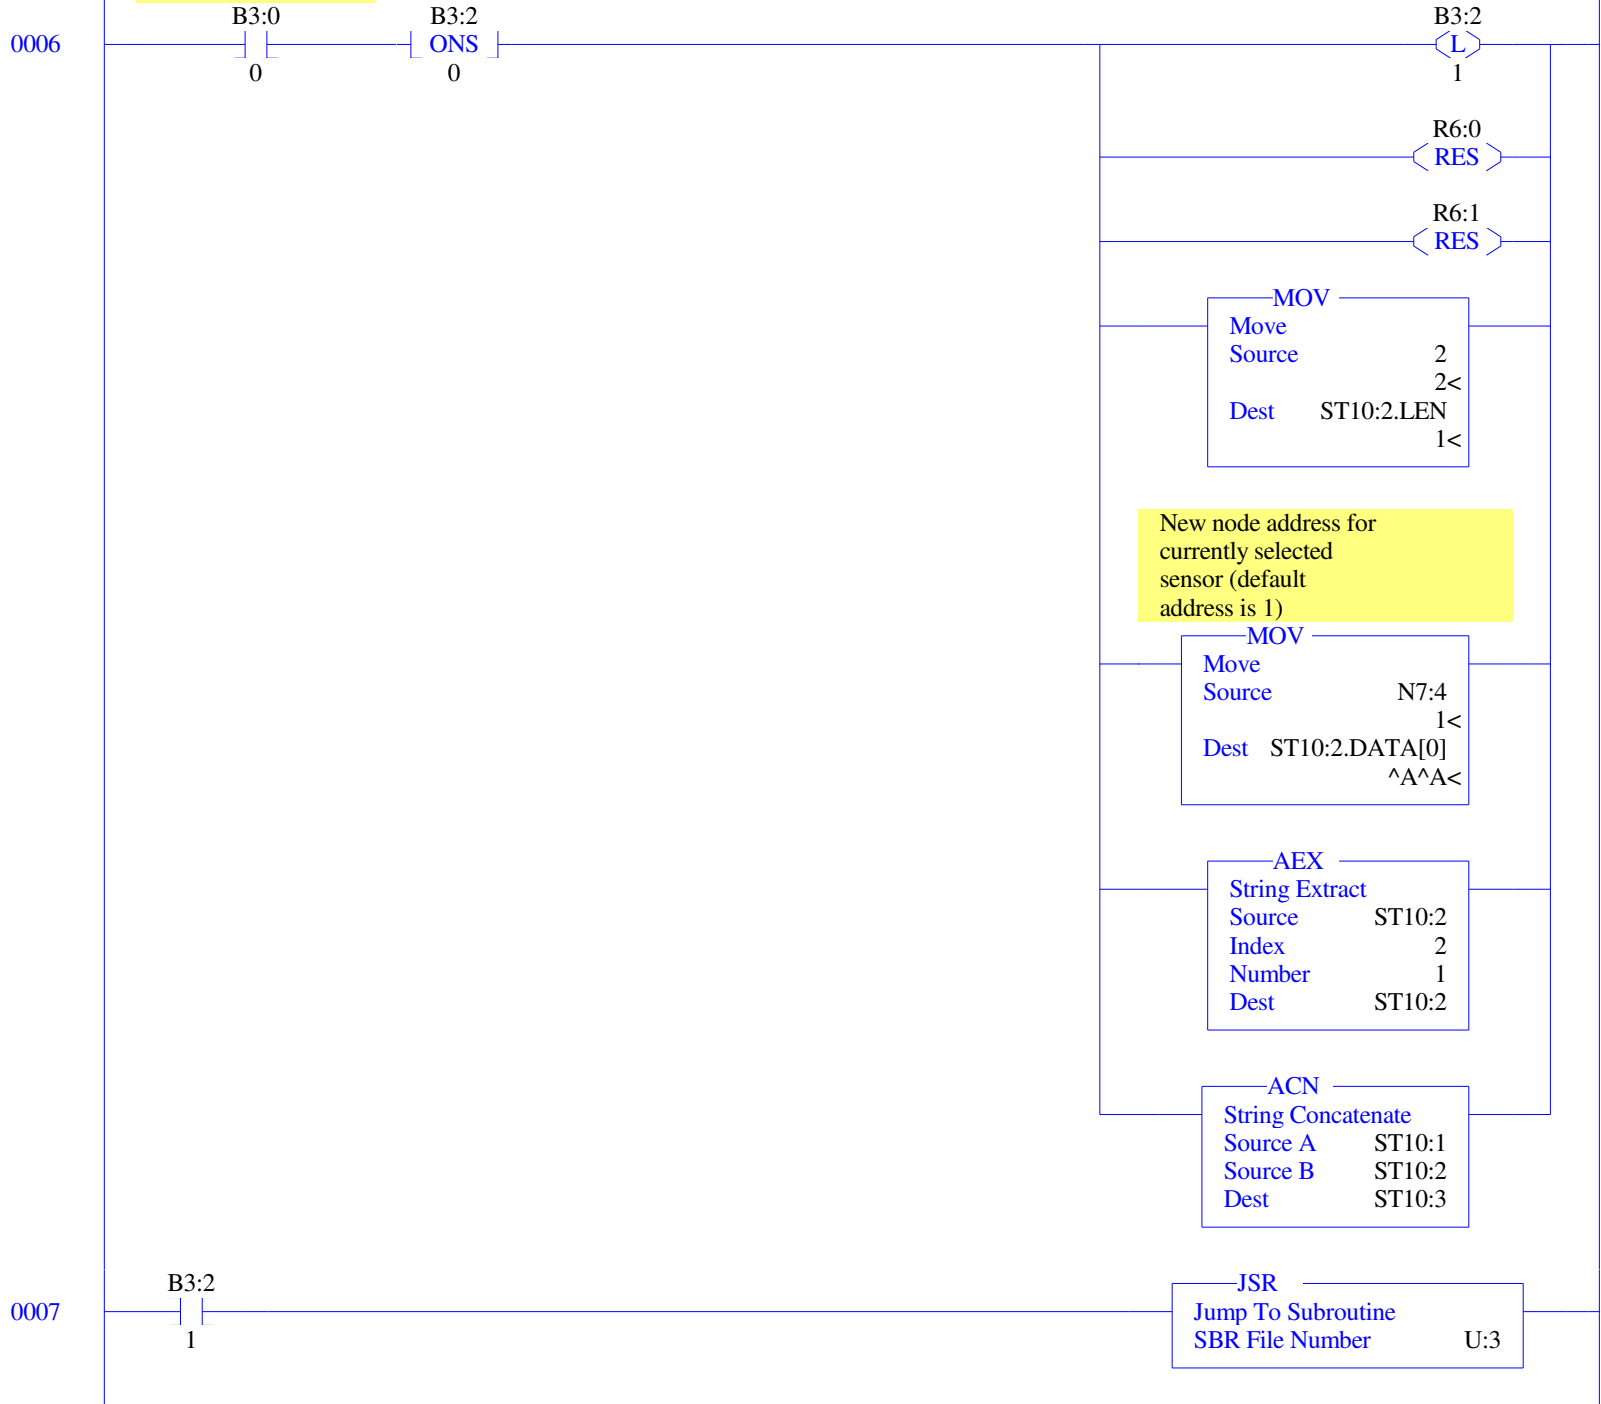 B3:0 B3:2 B3:2
0006 ONS L
0 0 1
R6:0
RES
R6:1
RES
MOV
Move
Source 2
2<
Dest ST10:2.LEN
1<
New node address for
currently selected
sensor (default
address is 1)
MOV
Move
Source N7:4
1<
Dest ST10:2.DATA[0]
^A^A<
AEX
String Extract
Source ST10:2
Index 2
Number 1
Dest ST10:2
ACN
String Concatenate
Source A ST10:1
Source B ST10:2
Dest ST10:3
B3:2 JSR
0007 Jump To Subroutine
1 SBR File Number U:3